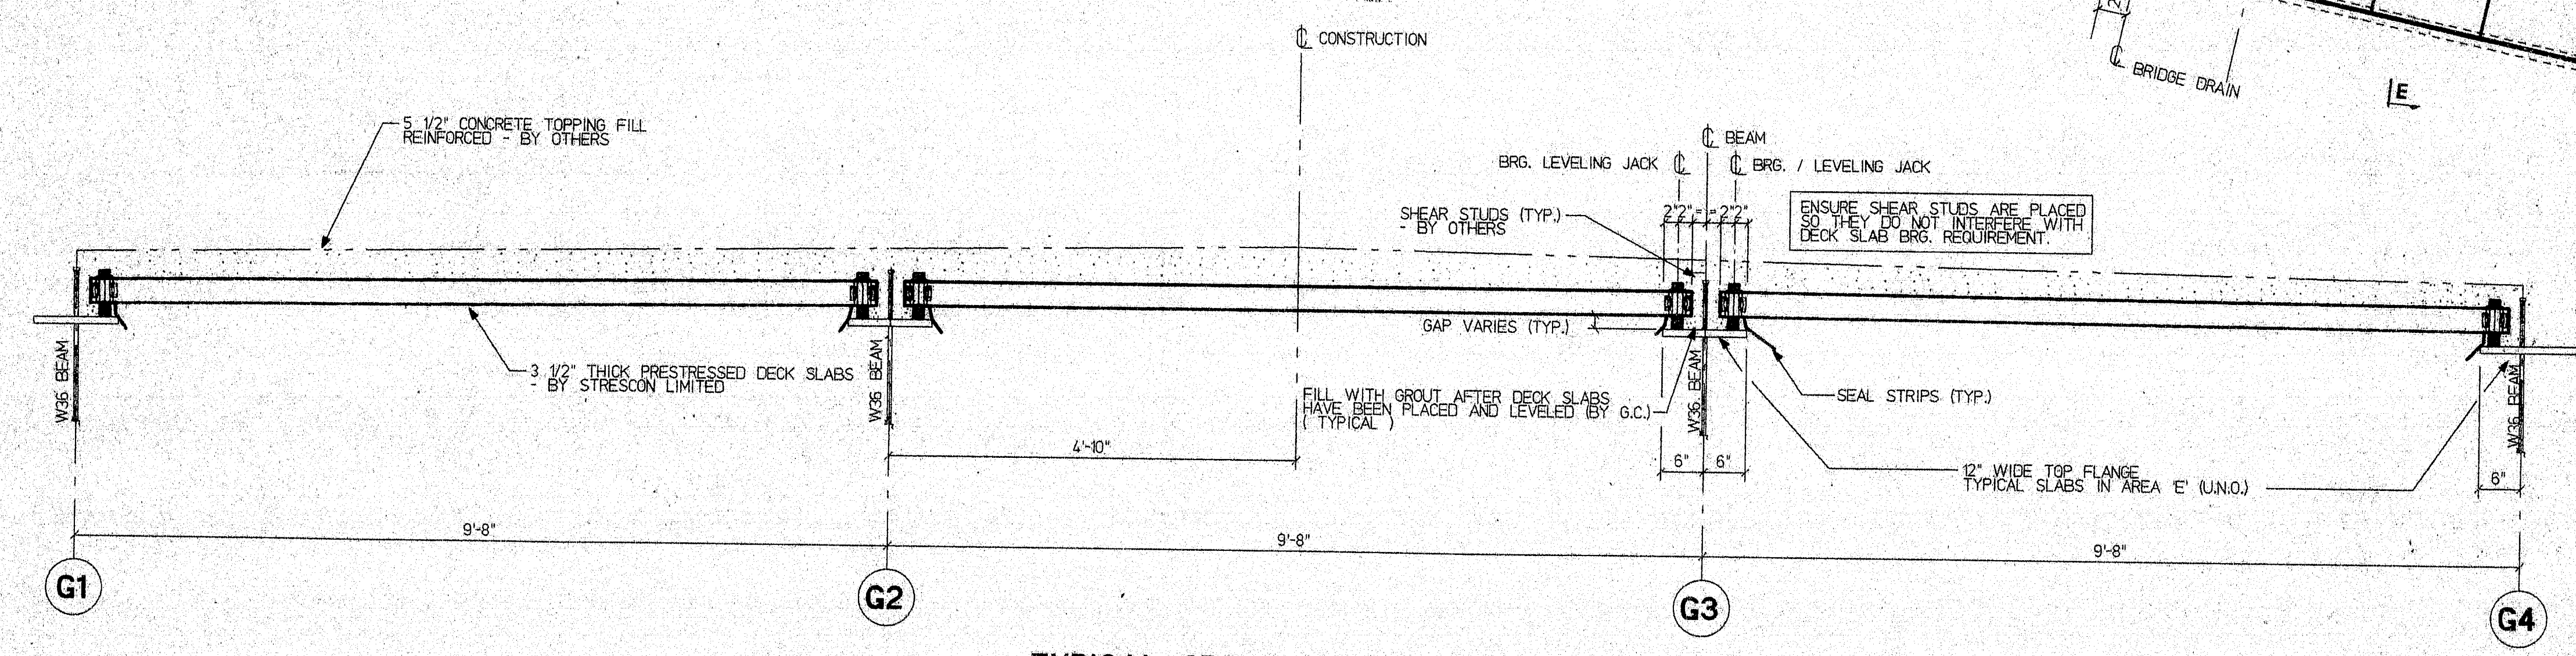 ℄ CONSTRUCTION
℄ BRIDGE DRAIN
E
5 1/2" CONCRETE TOPPING FILL
REINFORCED - BY OTHERS
℄ BEAM
BRG. LEVELING JACK ℄
℄ BRG. / LEVELING JACK
SHEAR STUDS (TYP.)
- BY OTHERS
2" 2" = = 2" 2"
ENSURE SHEAR STUDS ARE PLACED
SO THEY DO NOT INTERFERE WITH
DECK SLAB BRG. REQUIREMENT.
GAP VARIES (TYP.)
W36 BEAM
3 1/2" THICK PRESTRESSED DECK SLABS
- BY STRESCON LIMITED
W36 BEAM
FILL WITH GROUT AFTER DECK SLABS
HAVE BEEN PLACED AND LEVELED (BY G.C.)
( TYPICAL )
W36 BEAM
SEAL STRIPS (TYP.)
W36 BEAM
4'-10"
6" 6"
12" WIDE TOP FLANGE
TYPICAL SLABS IN AREA 'E' (U.N.O.)
6"
9'-8"
9'-8"
9'-8"
G1
G2
G3
G4